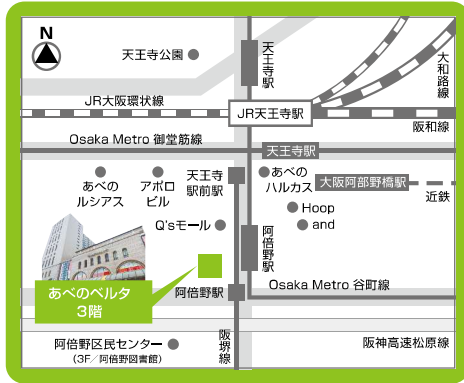 N
天王寺公園
天王寺駅
大和路線
JR大阪環状線
JR天王寺駅
阪和線
Osaka Metro 御堂筋線
天王寺駅
あべの
ルシアス
アポロ
ビル
天王寺
駅前駅
あべの
ハルカス
大阪阿部野橋駅
近鉄
Hoop
and
Q'sモール
阿倍野駅
あべのベルタ
3階
阿倍野駅
Osaka Metro 谷町線
阪堺線
阿倍野区民センター
(3F/阿倍野図書館)
阪神高速松原線